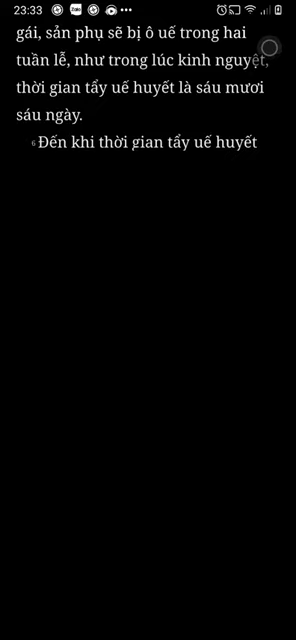 23:33
gái, sản phụ sẽ bị ô uế trong hai
tuần lễ, như trong lúc kinh nguyệt,
thời gian tẩy uế huyết là sáu mươi
sáu ngày.
6 Đến khi thời gian tẩy uế huyết